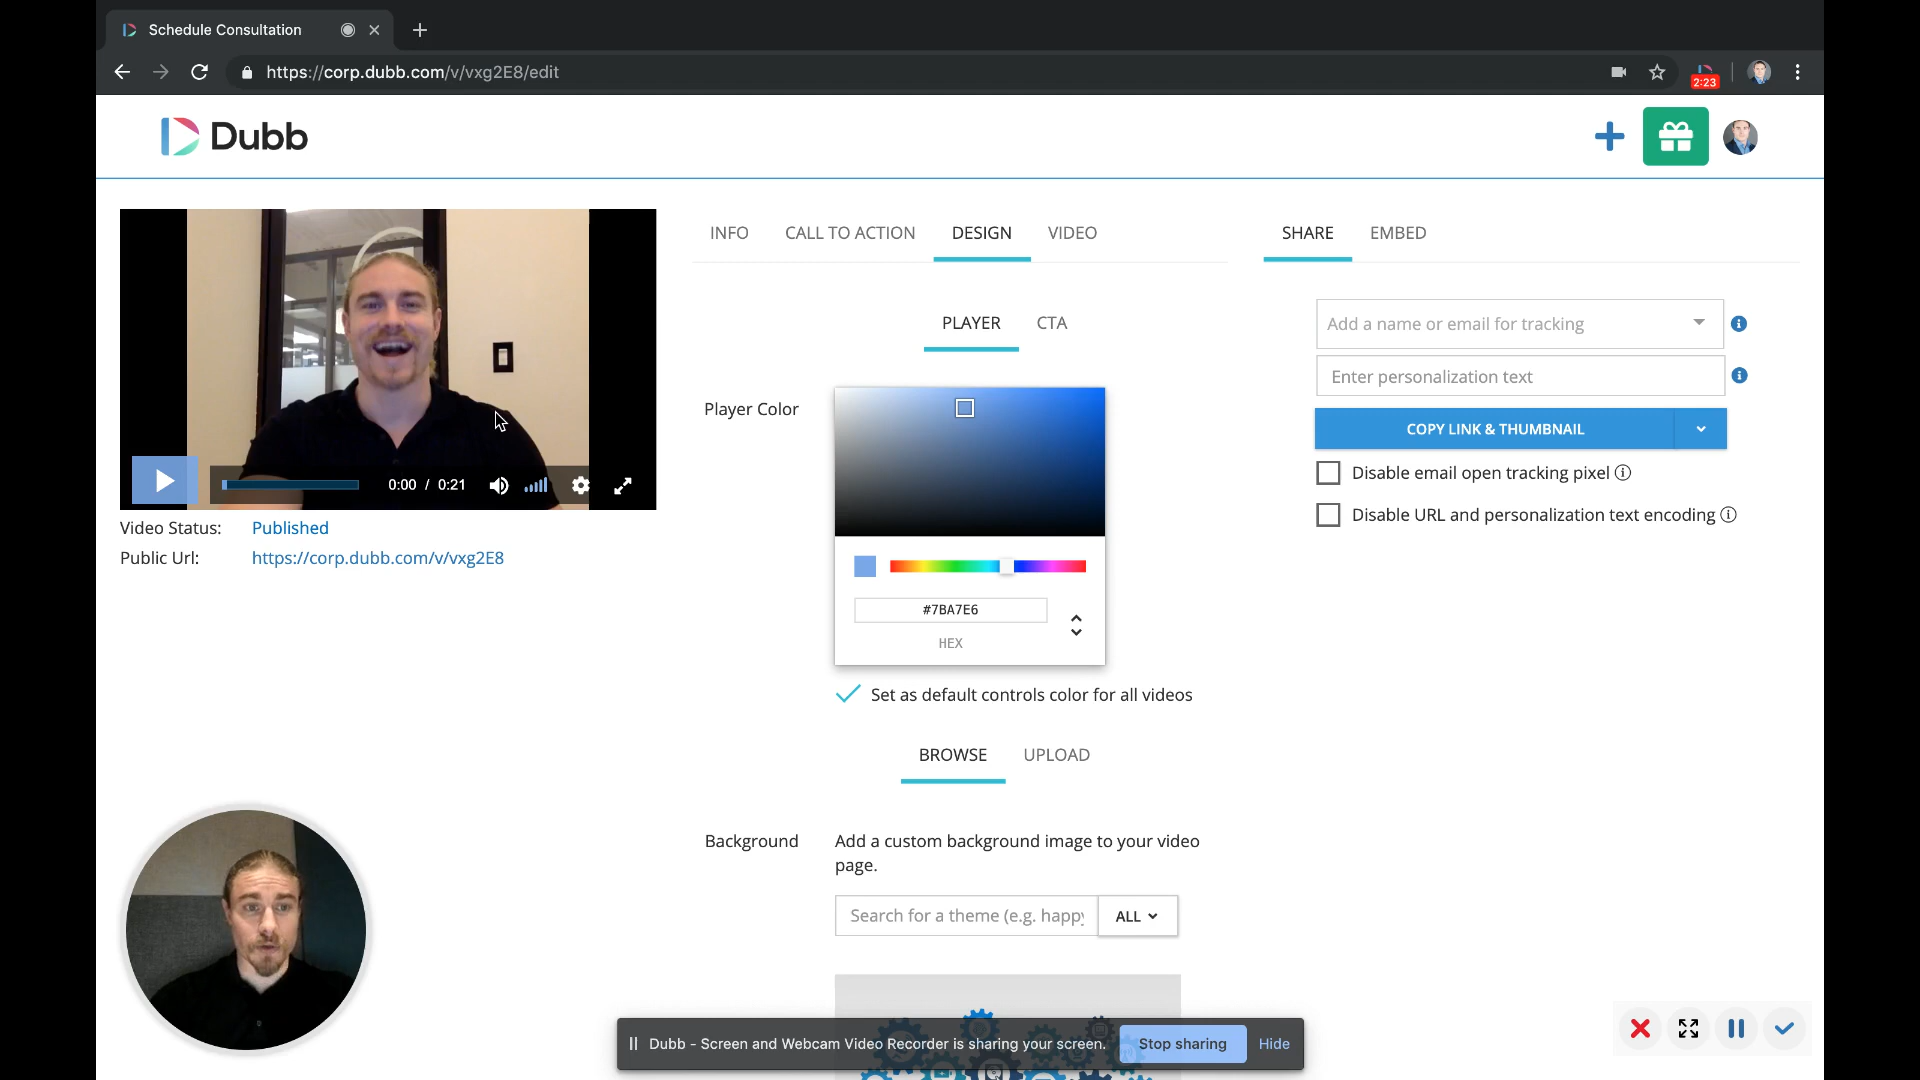 Schedule Consultation
https://corp.dubb.com/v/vxg2E8/edit
2:23
Dubb
INFO CALL TO ACTION DESIGN VIDEO
SHARE EMBED
PLAYER CTA
Add a name or email for tracking
Enter personalization text
Player Color
COPY LINK & THUMBNAIL
Disable email open tracking pixel
0:00 / 0:21
Disable URL and personalization text encoding
Video Status: Published
Public Url: https://corp.dubb.com/v/vxg2E8
#7BA7E6
HEX
Set as default controls color for all videos
BROWSE UPLOAD
Background
Add a custom background image to your video
page.
Search for a theme (e.g. happy
ALL
Dubb - Screen and Webcam Video Recorder is sharing your screen. Stop sharing Hide